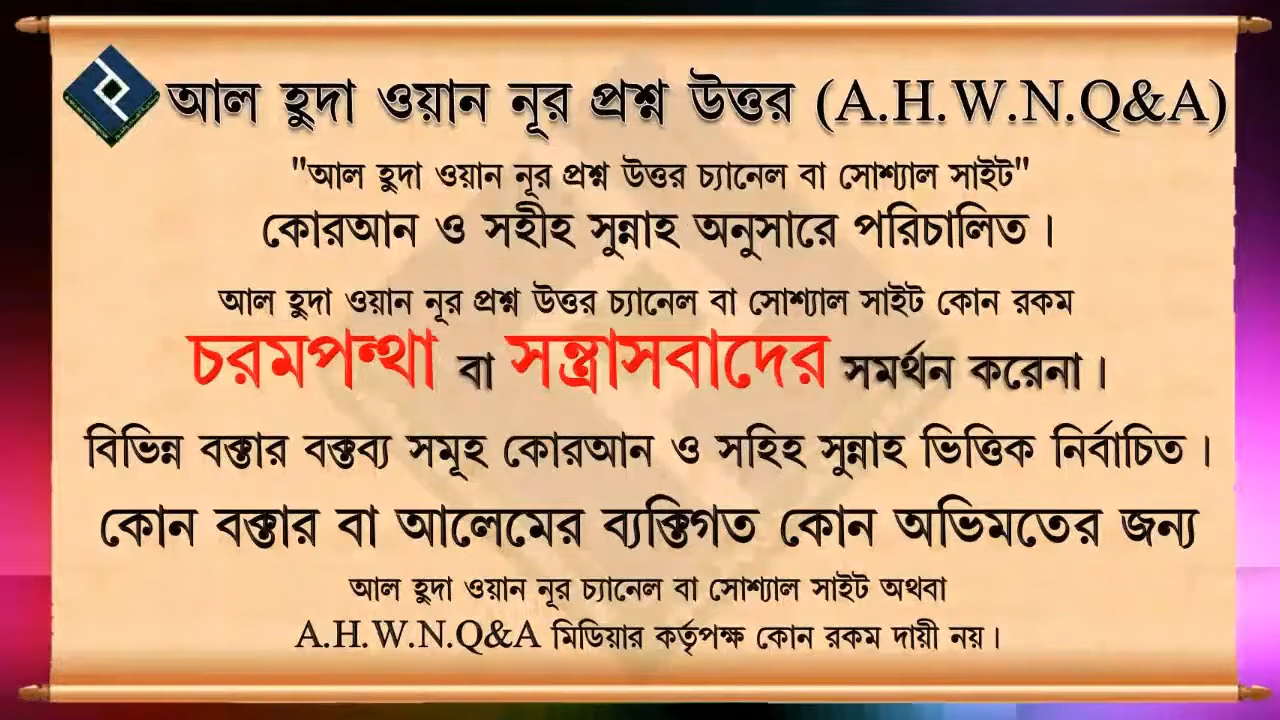 আল হুদা ওয়ান নূর প্রশ্ন উত্তর (A.H.W.N.Q&A)
"আল হুদা ওয়ান নূর প্রশ্ন উত্তর চ্যানেল বা সোশ্যাল সাইট"
কোরআন ও সহীহ সুন্নাহ অনুসারে পরিচালিত।
আল হুদা ওয়ান নূর প্রশ্ন উত্তর চ্যানেল বা সোশ্যাল সাইট কোন রকম
চরমপন্থা বা সন্ত্রাসবাদের সমর্থন করেনা।
বিভিন্ন বক্তার বক্তব্য সমূহ কোরআন ও সহিহ সুন্নাহ ভিত্তিক নির্বাচিত।
কোন বক্তার বা আলেমের ব্যক্তিগত কোন অভিমতের জন্য
আল হুদা ওয়ান নূর চ্যানেল বা সোশ্যাল সাইট অথবা
A.H.W.N.Q&A মিডিয়ার কর্তৃপক্ষ কোন রকম দায়ী নয়।